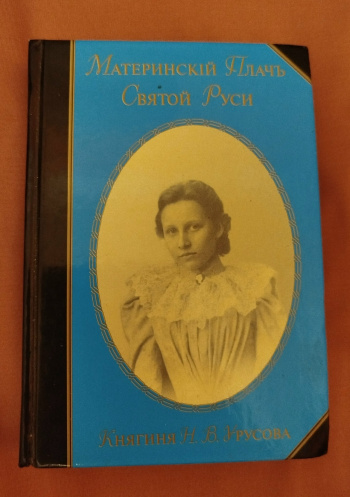 Материнскій Плачъ
Святой Руси
Княгиня Н. В. Урусова